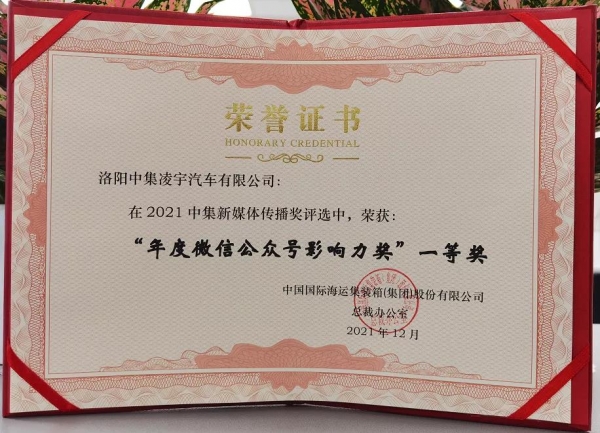 荣誉证书
HONORARY CREDENTIAL
洛阳中集凌宇汽车有限公司：
在2021中集新媒体传播奖评选中，荣获：
“年度微信公众号影响力奖”一等奖
中国国际海运集装箱(集团)股份有限公司
总裁办公室
2021年12月